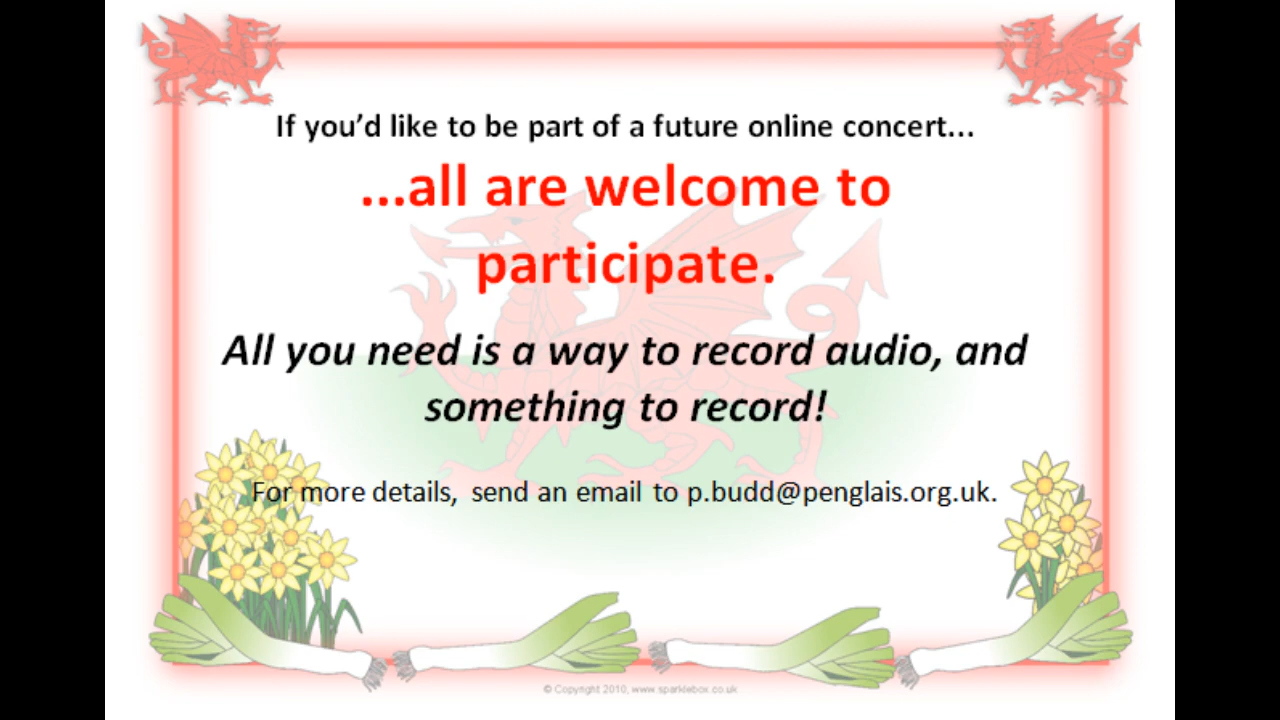 If you’d like to be part of a future online concert...
...all are welcome to
participate.
All you need is a way to record audio, and
something to record!
For more details, send an email to p.budd@penglais.org.uk.
© Copyright 2010, www.sparklebox.co.uk